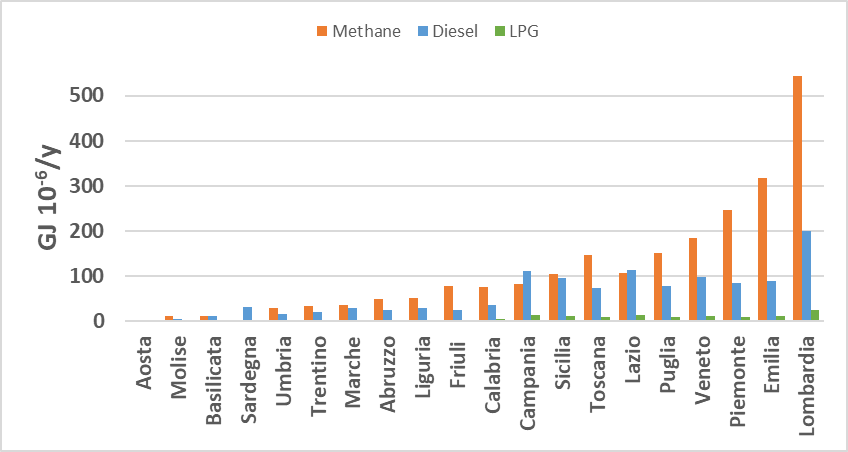 Methane Diesel LPG
500
400
300
200
100
0
GJ 10-6/y
Aosta
Molise
Basilicata
Sardegna
Umbria
Trentino
Marche
Abruzzo
Liguria
Friuli
Calabria
Campania
Sicilia
Toscana
Lazio
Puglia
Veneto
Piemonte
Emilia
Lombardia